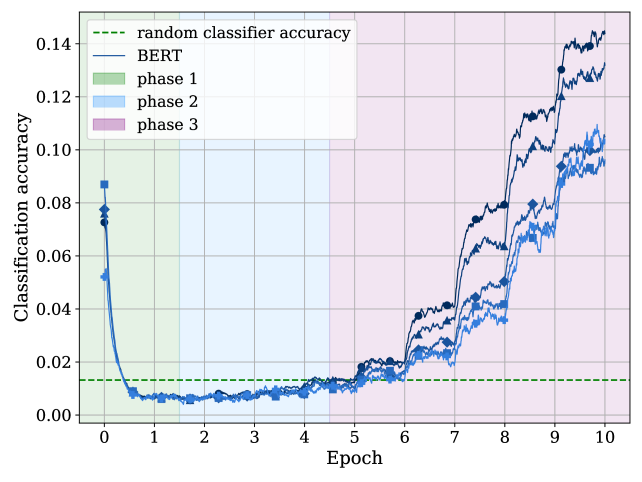 random classifier accuracy
BERT
phase 1
phase 2
phase 3
Classification accuracy
0.14
0.12
0.10
0.08
0.06
0.04
0.02
0.00
0 1 2 3 4 5 6 7 8 9 10
Epoch